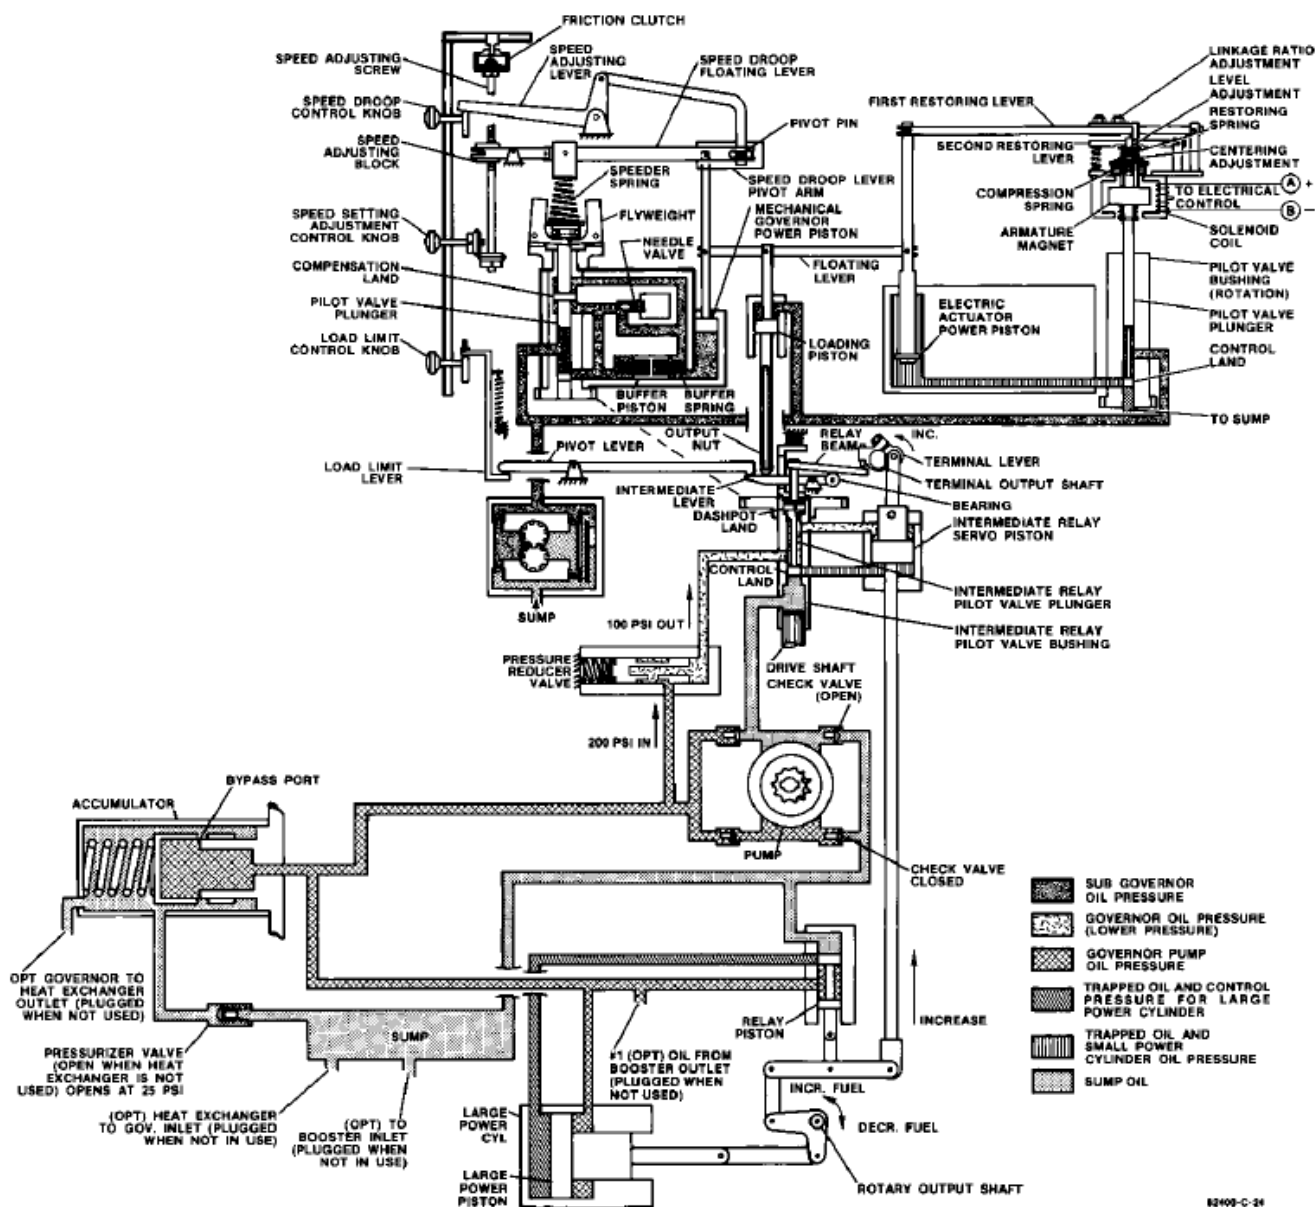 FRICTION CLUTCH
SPEED ADJUSTING
SCREW
SPEED
ADJUSTING
LEVER
SPEED DROOP
FLOATING LEVER
LINKAGE RATIO
ADJUSTMENT
LEVEL
ADJUSTMENT
SPEED DROOP
CONTROL KNOB
FIRST RESTORING LEVER
RESTORING
SPRING
PIVOT PIN
SPEED
ADJUSTING
BLOCK
SECOND RESTORING
LEVER
CENTERING
ADJUSTMENT
SPEEDER
SPRING
SPEED DROOP LEVER
PIVOT ARM
COMPRESSION
SPRING
TO ELECTRICAL
CONTROL
A +
B -
SPEED SETTING
ADJUSTMENT
CONTROL KNOB
FLYWEIGHT
MECHANICAL
GOVERNOR
POWER PISTON
ARMATURE
MAGNET
SOLENOID
COIL
NEEDLE
VALVE
COMPENSATION
LAND
FLOATING
LEVER
PILOT VALVE
BUSHING
(ROTATION)
PILOT VALVE
PLUNGER
ELECTRIC
ACTUATOR
POWER PISTON
PILOT VALVE
PLUNGER
LOAD LIMIT
CONTROL KNOB
LOADING
PISTON
CONTROL
LAND
BUFFER
PISTON
BUFFER
SPRING
TO SUMP
OUTPUT
NUT
RELAY
BEAM
INC.
PIVOT LEVER
TERMINAL LEVER
LOAD LIMIT
LEVER
TERMINAL OUTPUT SHAFT
INTERMEDIATE
LEVER
BEARING
DASHPOT
LAND
INTERMEDIATE RELAY
SERVO PISTON
CONTROL
LAND
INTERMEDIATE RELAY
PILOT VALVE PLUNGER
SUMP
100 PSI OUT
INTERMEDIATE RELAY
PILOT VALVE BUSHING
PRESSURE
REDUCER
VALVE
DRIVE SHAFT
CHECK VALVE
(OPEN)
200 PSI IN
BYPASS PORT
ACCUMULATOR
PUMP
CHECK VALVE
CLOSED
SUB GOVERNOR
OIL PRESSURE
GOVERNOR OIL PRESSURE
(LOWER PRESSURE)
GOVERNOR PUMP
OIL PRESSURE
TRAPPED OIL AND CONTROL
PRESSURE FOR LARGE
POWER CYLINDER
TRAPPED OIL AND
SMALL POWER
CYLINDER OIL PRESSURE
SUMP OIL
OPT GOVERNOR TO
HEAT EXCHANGER
OUTLET (PLUGGED
WHEN NOT USED)
RELAY
PISTON
INCREASE
SUMP
PRESSURIZER VALVE
(OPEN WHEN HEAT
EXCHANGER IS NOT
USED) OPENS AT 25 PSI
#1 (OPT) OIL FROM
BOOSTER OUTLET
(PLUGGED WHEN
NOT USED)
INCR. FUEL
(OPT) HEAT EXCHANGER
TO GOV. INLET (PLUGGED
WHEN NOT IN USE)
(OPT) TO
BOOSTER INLET
(PLUGGED WHEN
NOT IN USE)
LARGE
POWER
CYL
DECR. FUEL
LARGE
POWER
PISTON
ROTARY OUTPUT SHAFT